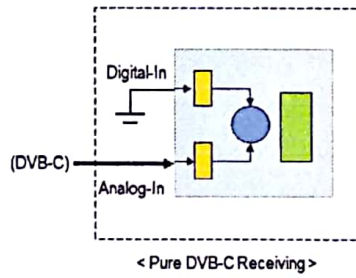 Digital-In
(DVB-C)
Analog-In
< Pure DVB-C Receiving >